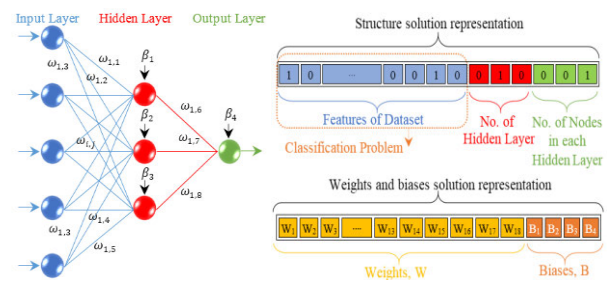 Input Layer Hidden Layer Output Layer
β1
ω1,3 ω1,1
ω1,2
β2 ω1,6
β4
ωi,j ω1,7
β3
ω1,8
ω1,4
ω1,3
ω1,5
Structure solution representation
1 0 ... 0 0 1 0 0 1 0 0 0 1
Features of Dataset
No. of Hidden Layer
No. of Nodes in each Hidden Layer
Classification Problem
Weights and biases solution representation
W1 W2 W3 .... W13 W14 W15 W16 W17 W18 B1 B2 B3 B4
Weights, W Biases, B